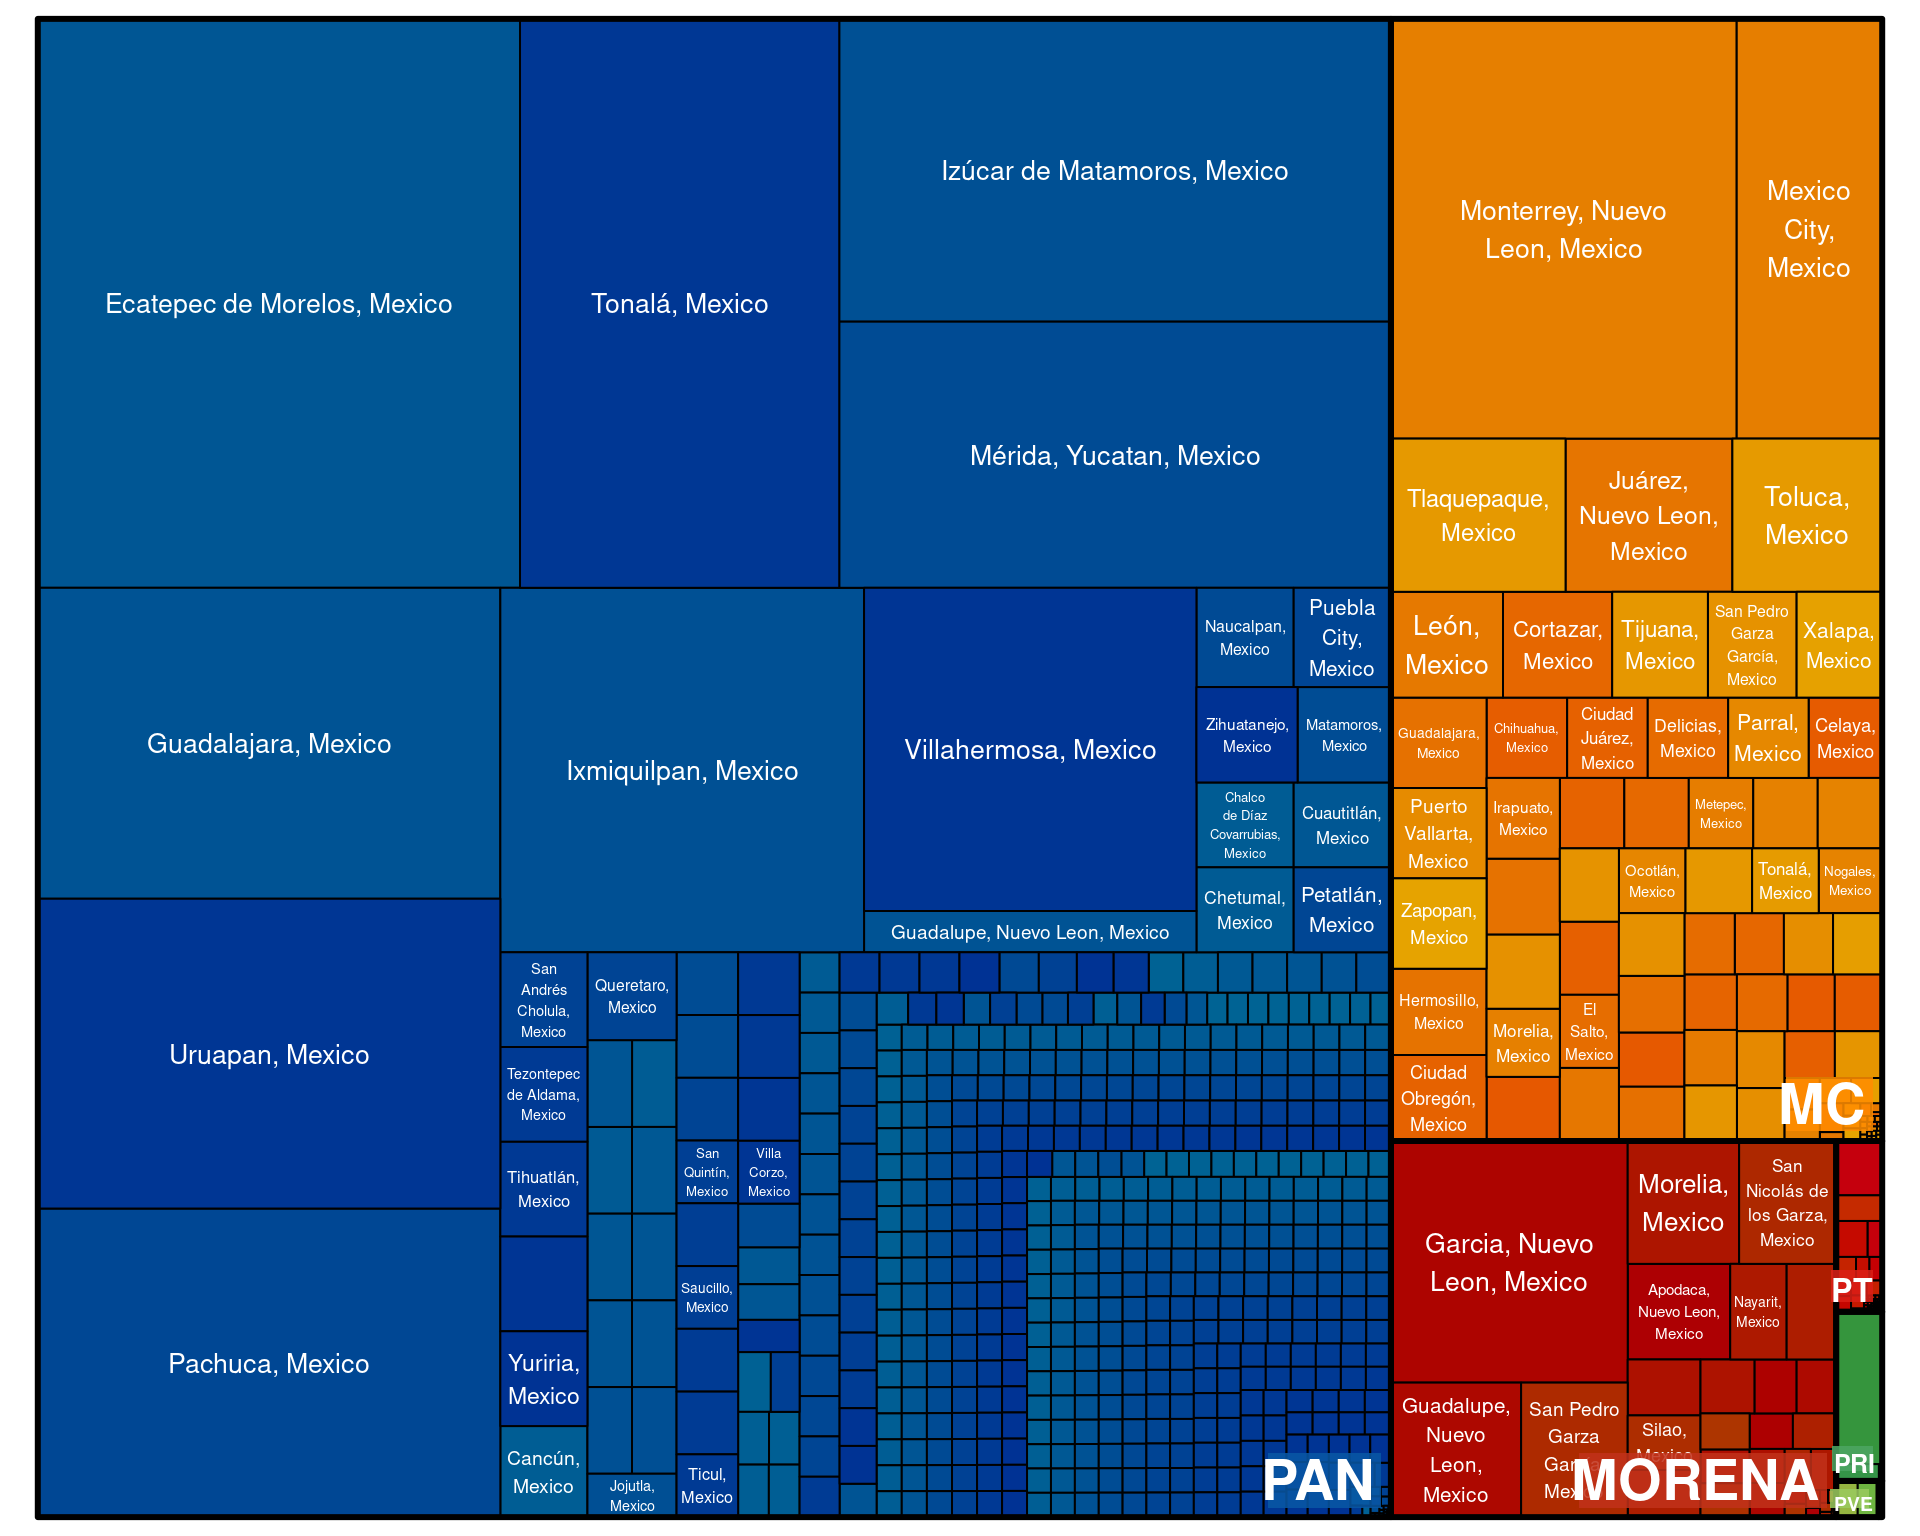 Ecatepec de Morelos, Mexico
Tonalá, Mexico
Izúcar de Matamoros, Mexico
Mérida, Yucatan, Mexico
Guadalajara, Mexico
Uruapan, Mexico
Pachuca, Mexico
Ixmiquilpan, Mexico
Villahermosa, Mexico
Guadalupe, Nuevo Leon, Mexico
Naucalpan,
Mexico
Puebla
City,
Mexico
Zihuatanejo,
Mexico
Matamoros,
Mexico
Chalco
de Díaz
Covarrubias,
Mexico
Cuautitlán,
Mexico
Chetumal,
Mexico
Petatlán,
Mexico
San
Andrés
Cholula,
Mexico
Tezontepec
de Aldama,
Mexico
Tihuatlán,
Mexico
Yuriria,
Mexico
Cancún,
Mexico
Queretaro,
Mexico
Jojutla,
Mexico
San
Quintín,
Mexico
Villa
Corzo,
Mexico
Saucillo,
Mexico
Ticul,
Mexico
PAN
Monterrey, Nuevo
Leon, Mexico
Mexico
City,
Mexico
Tlaquepaque,
Mexico
Juárez,
Nuevo Leon,
Mexico
Toluca,
Mexico
León,
Mexico
Cortazar,
Mexico
Tijuana,
Mexico
San Pedro
Garza
García,
Mexico
Xalapa,
Mexico
Guadalajara,
Mexico
Chihuahua,
Mexico
Ciudad
Juárez,
Mexico
Delicias,
Mexico
Parral,
Mexico
Celaya,
Mexico
Puerto
Vallarta,
Mexico
Irapuato,
Mexico
Metepec,
Mexico
Zapopan,
Mexico
Ocotlán,
Mexico
Tonalá,
Mexico
Nogales,
Mexico
Hermosillo,
Mexico
Morelia,
Mexico
El
Salto,
Mexico
Ciudad
Obregón,
Mexico
MC
Garcia, Nuevo
Leon, Mexico
Morelia,
Mexico
San
Nicolás de
los Garza,
Mexico
Apodaca,
Nuevo Leon,
Mexico
Nayarit,
Mexico
Guadalupe,
Nuevo
Leon,
Mexico
San Pedro
Garza
García,
Mexico
Silao,
Mexico
MORENA
PT
PRI
PVE